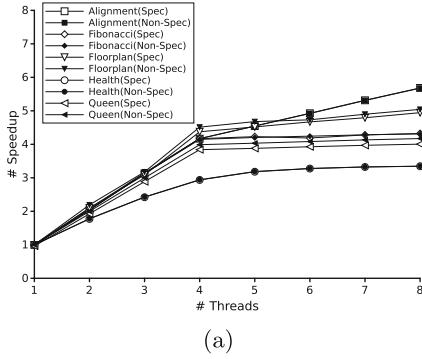 8
7
6
5
4
3
2
1
0
# Speedup
Alignment(Spec)
Alignment(Non-Spec)
Fibonacci(Spec)
Fibonacci(Non-Spec)
Floorplan(Spec)
Floorplan(Non-Spec)
Health(Spec)
Health(Non-Spec)
Queen(Spec)
Queen(Non-Spec)
1 2 3 4 5 6 7 8
# Threads
(a)